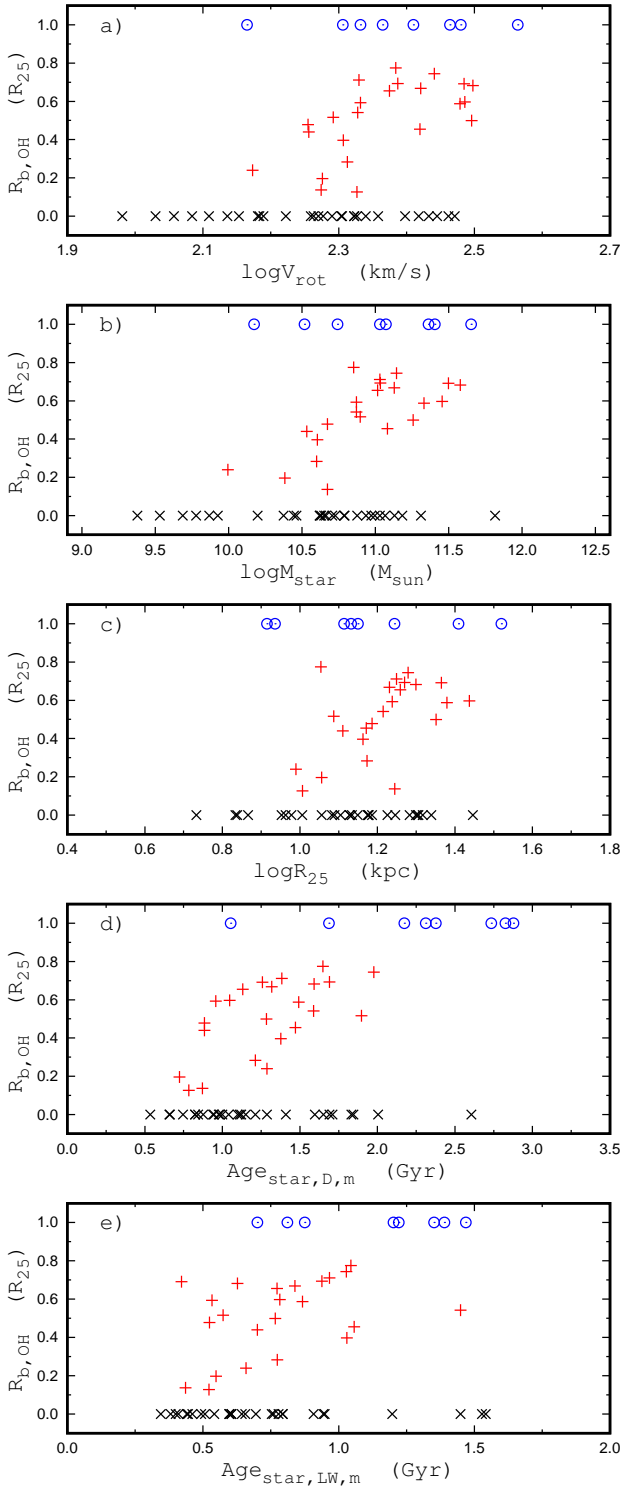 a)
R_b,OH (R_25)
1.0
0.8
0.6
0.4
0.2
0.0
1.9 2.1 2.3 2.5 2.7
logV_rot (km/s)
b)
R_b,OH (R_25)
1.0
0.8
0.6
0.4
0.2
0.0
9.0 9.5 10.0 10.5 11.0 11.5 12.0 12.5
logM_star (M_sun)
c)
R_b,OH (R_25)
1.0
0.8
0.6
0.4
0.2
0.0
0.4 0.6 0.8 1.0 1.2 1.4 1.6 1.8
logR_25 (kpc)
d)
R_b,OH (R_25)
1.0
0.8
0.6
0.4
0.2
0.0
0.0 0.5 1.0 1.5 2.0 2.5 3.0 3.5
Age_star,D,m (Gyr)
e)
R_b,OH (R_25)
1.0
0.8
0.6
0.4
0.2
0.0
0.0 0.5 1.0 1.5 2.0
Age_star,LW,m (Gyr)